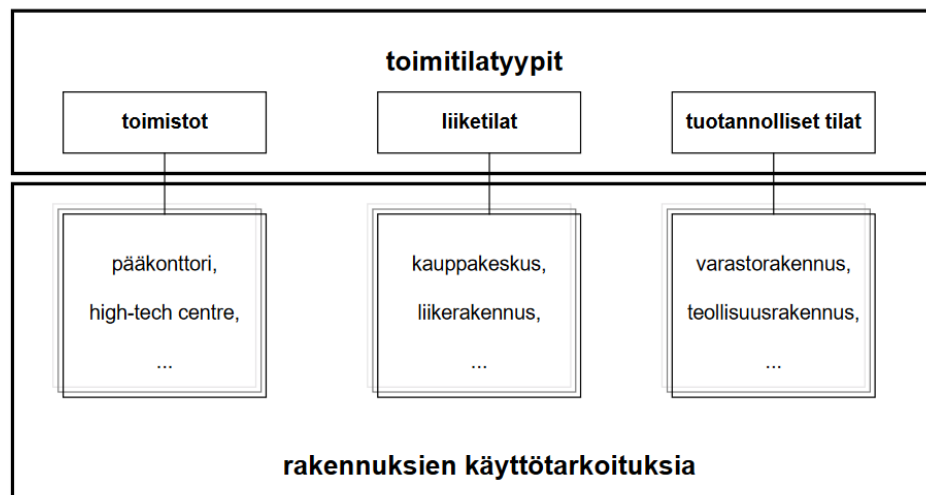 toimitilatyypit
toimistot
liiketilat
tuotannolliset tilat
pääkonttori,
high-tech centre,
...
kauppakeskus,
liikerakennus,
...
varastorakennus,
teollisuusrakennus,
...
rakennuksien käyttötarkoituksia